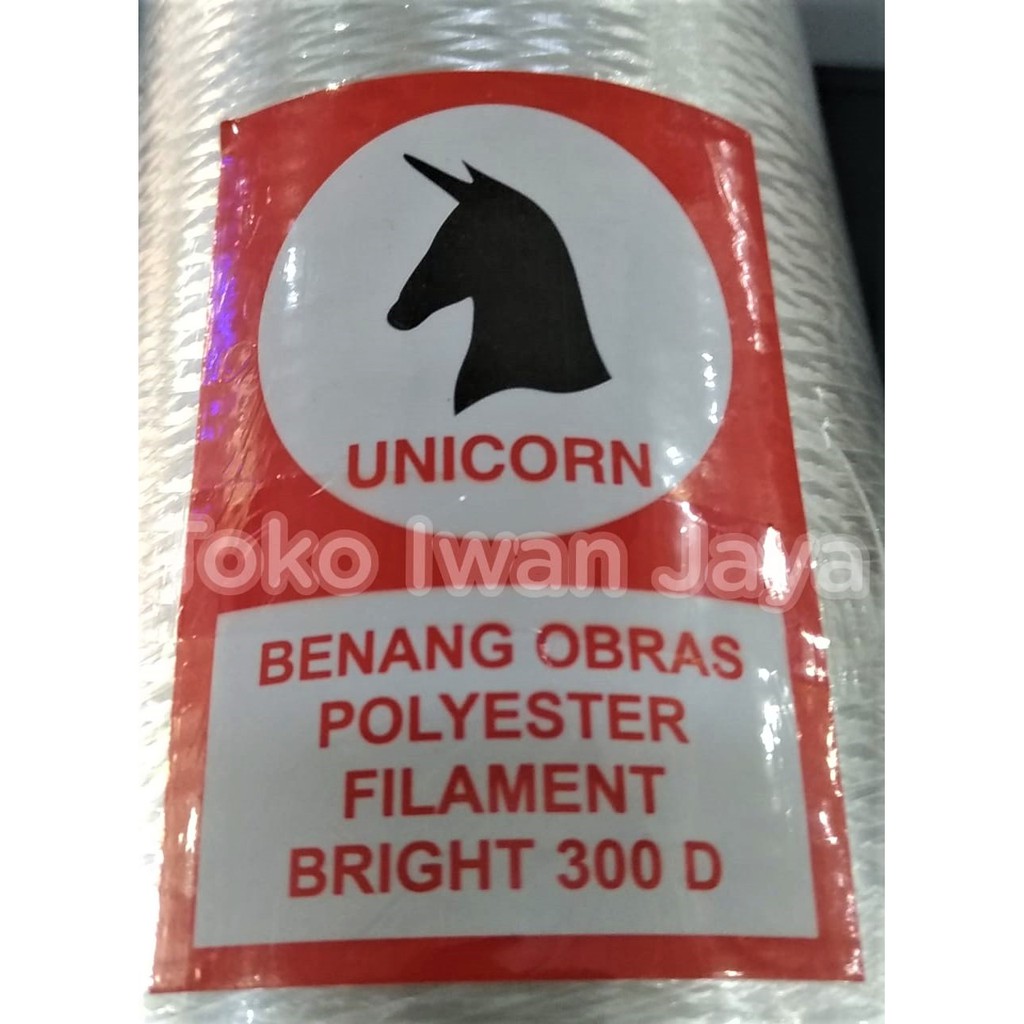 UNICORN
Toko Iwan Jaya
BENANG OBRAS
POLYESTER
FILAMENT
BRIGHT 300 D